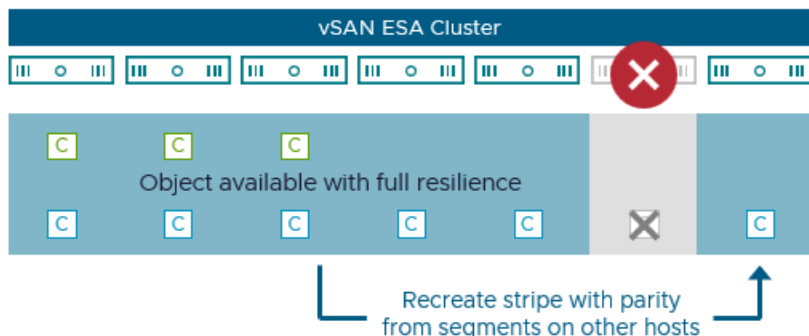 vSAN ESA Cluster
C C C
Object available with full resilience
C C C C C C
Recreate stripe with parity
from segments on other hosts